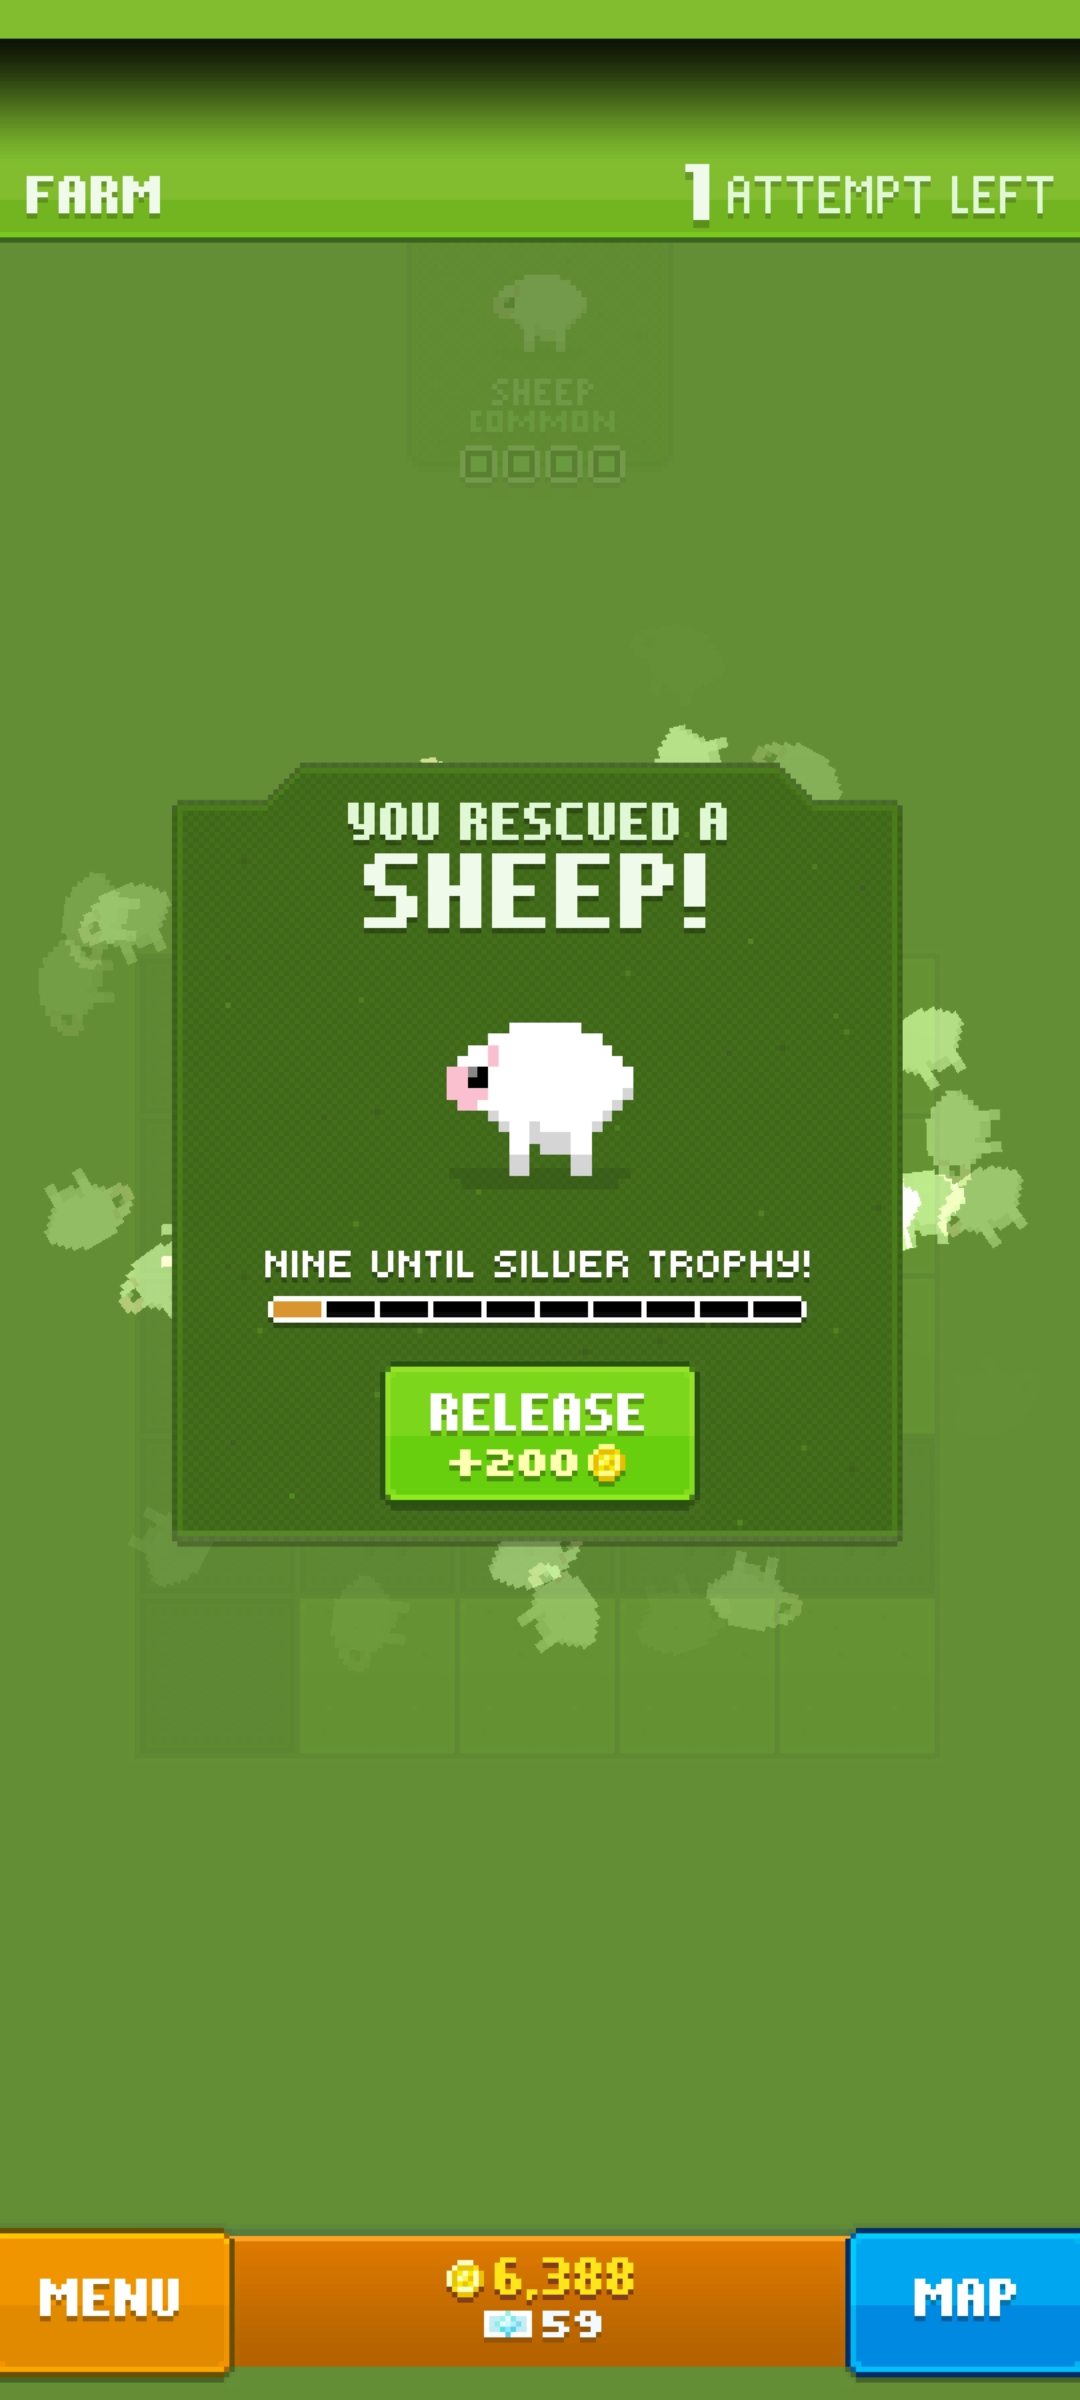 FARM
1 ATTEMPT LEFT
SHEEP
COMMON
YOU RESCUED A
SHEEP!
NINE UNTIL SILVER TROPHY!
RELEASE
+200
MENU
6,388
59
MAP